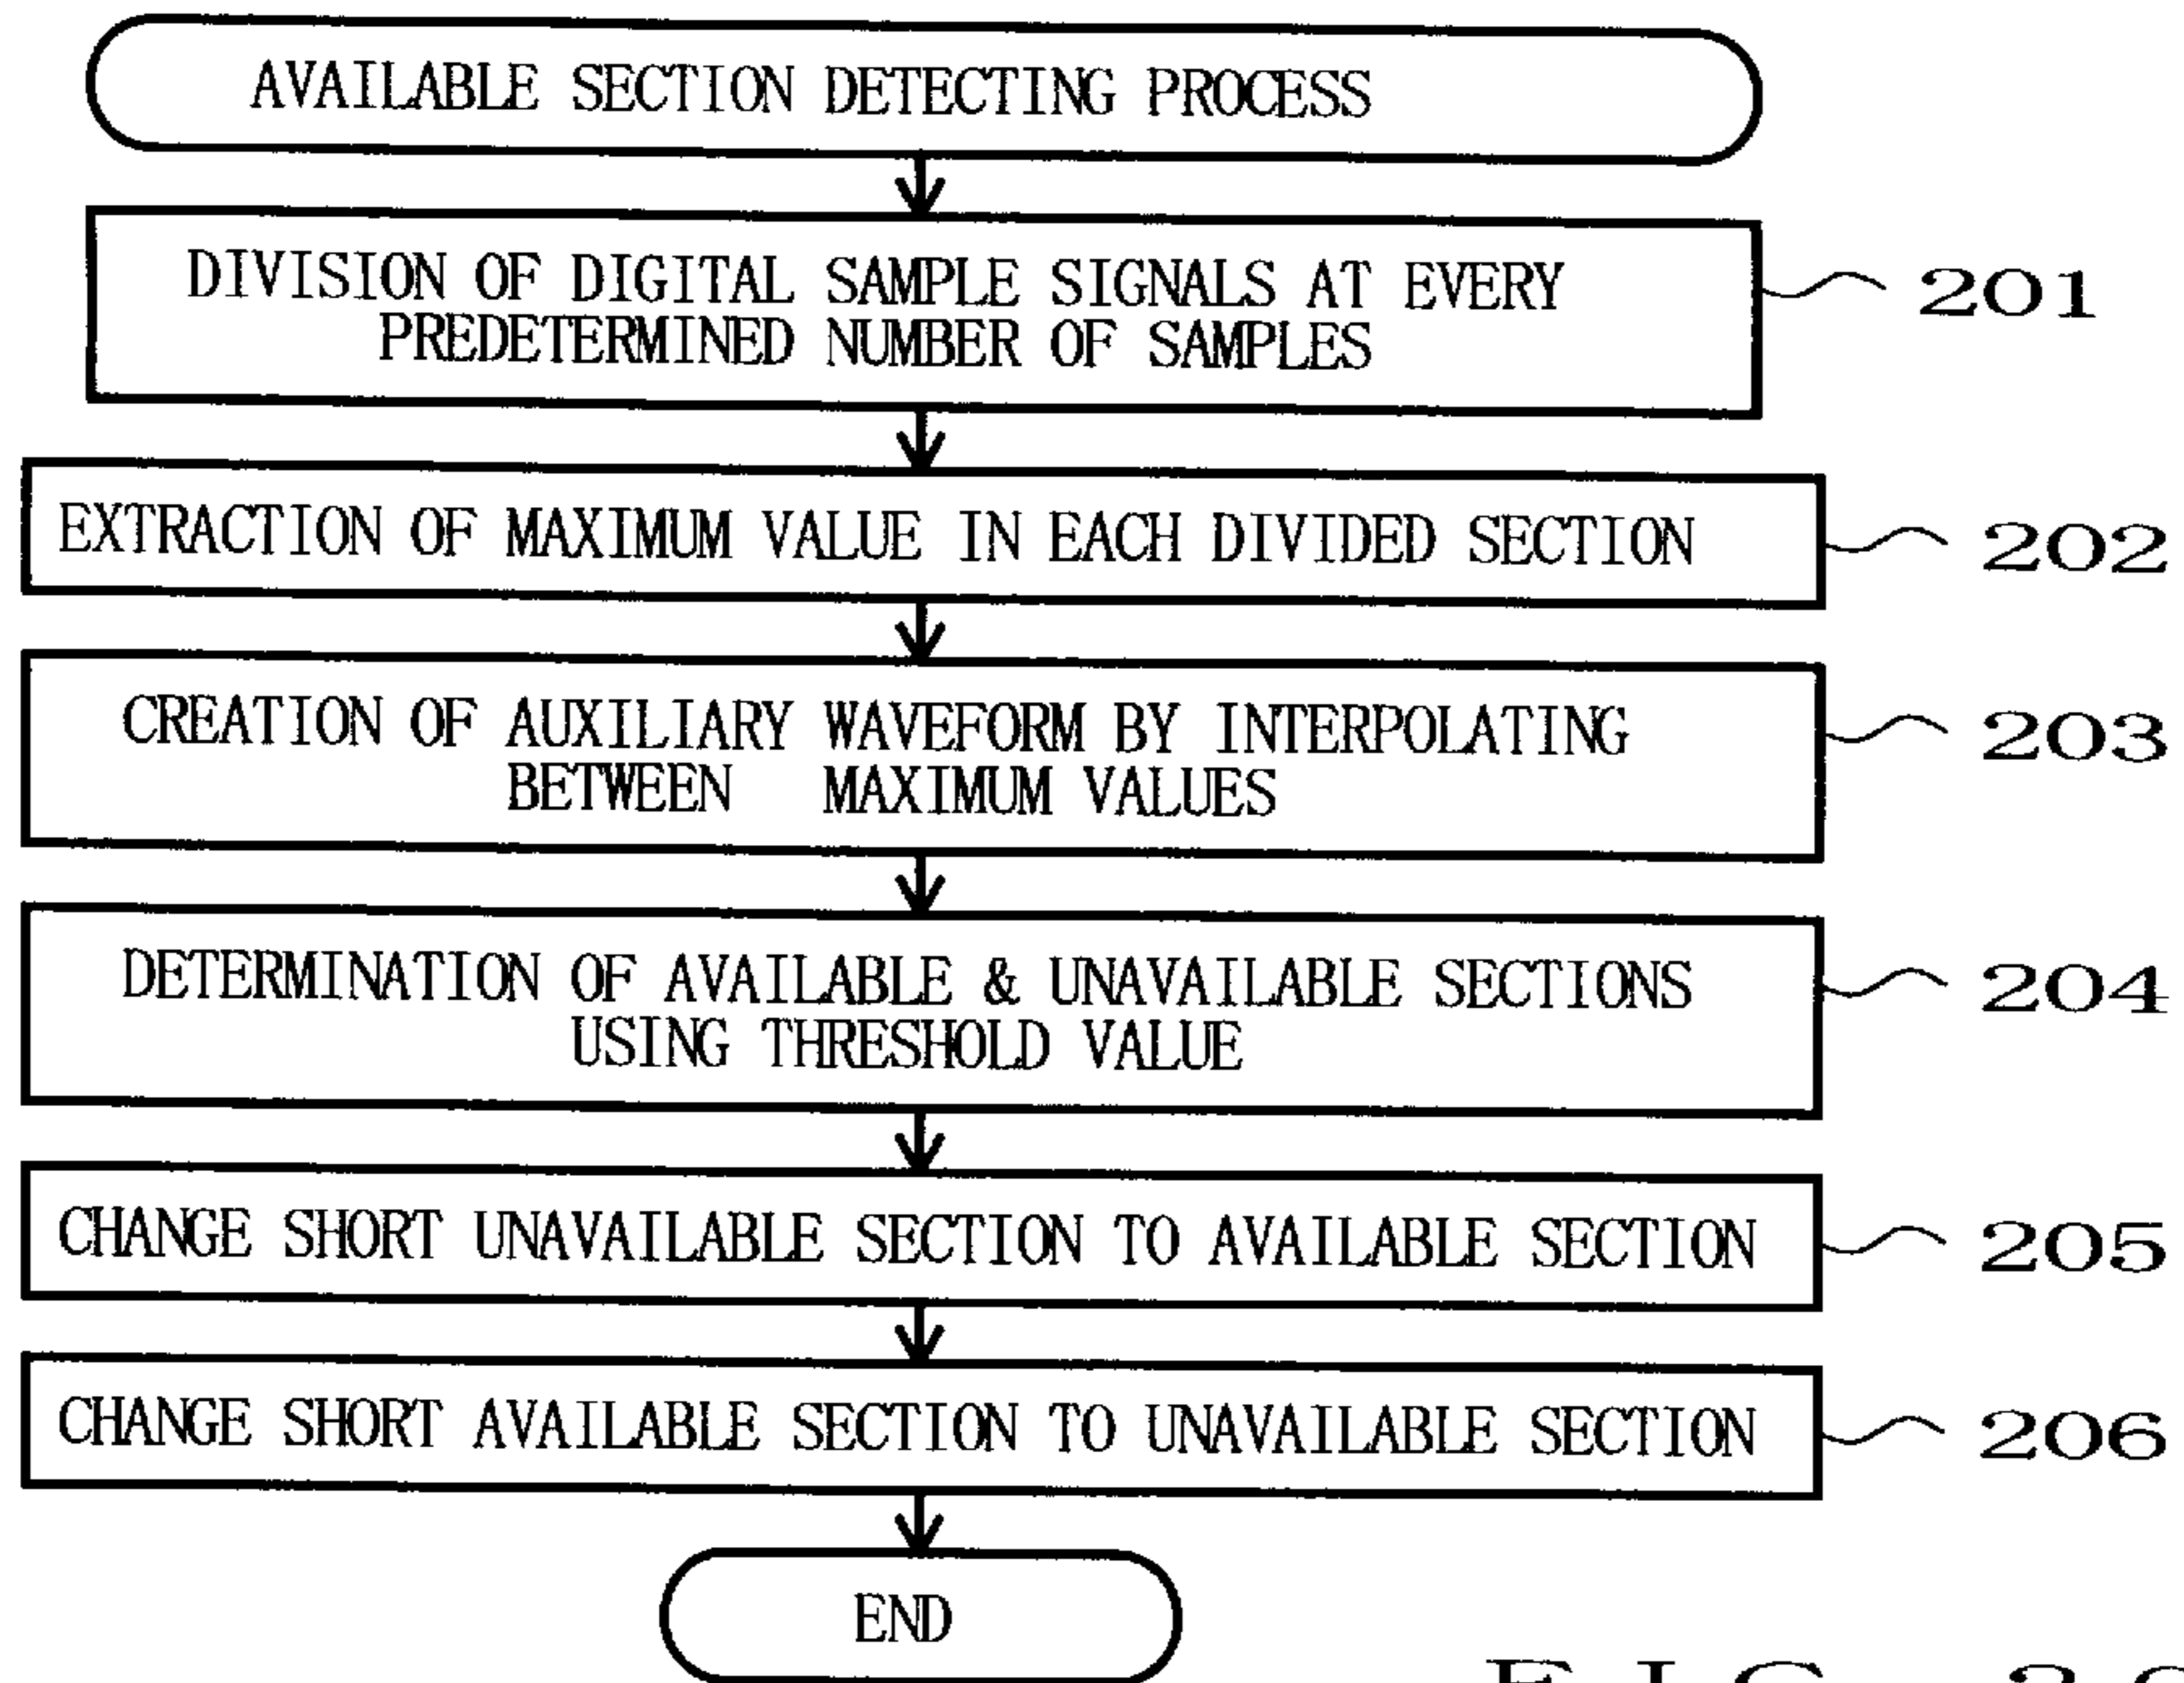 AVAILABLE SECTION DETECTING PROCESS
DIVISION OF DIGITAL SAMPLE SIGNALS AT EVERY
PREDETERMINED NUMBER OF SAMPLES
201
EXTRACTION OF MAXIMUM VALUE IN EACH DIVIDED SECTION
202
CREATION OF AUXILIARY WAVEFORM BY INTERPOLATING
BETWEEN MAXIMUM VALUES
203
DETERMINATION OF AVAILABLE & UNAVAILABLE SECTIONS
USING THRESHOLD VALUE
204
CHANGE SHORT UNAVAILABLE SECTION TO AVAILABLE SECTION
205
CHANGE SHORT AVAILABLE SECTION TO UNAVAILABLE SECTION
206
END